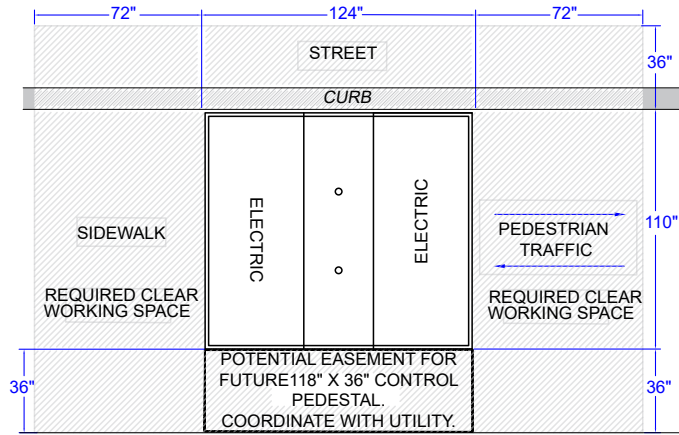 72"
124"
72"
STREET
36"
CURB
ELECTRIC
ELECTRIC
SIDEWALK
PEDESTRIAN
TRAFFIC
110"
REQUIRED CLEAR
WORKING SPACE
REQUIRED CLEAR
WORKING SPACE
36"
POTENTIAL EASEMENT FOR
FUTURE118" X 36" CONTROL
PEDESTAL.
COORDINATE WITH UTILITY.
36"